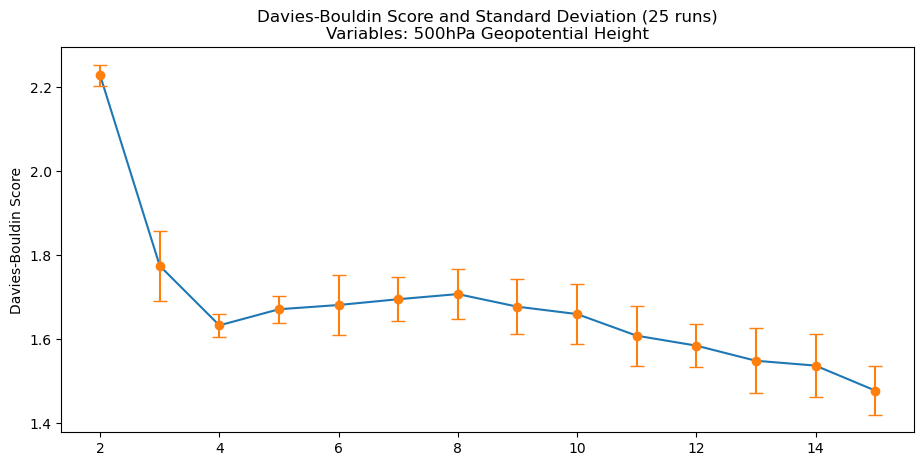 Davies-Bouldin Score and Standard Deviation (25 runs)
Variables: 500hPa Geopotential Height
Davies-Bouldin Score
2.2
2.0
1.8
1.6
1.4
2 4 6 8 10 12 14